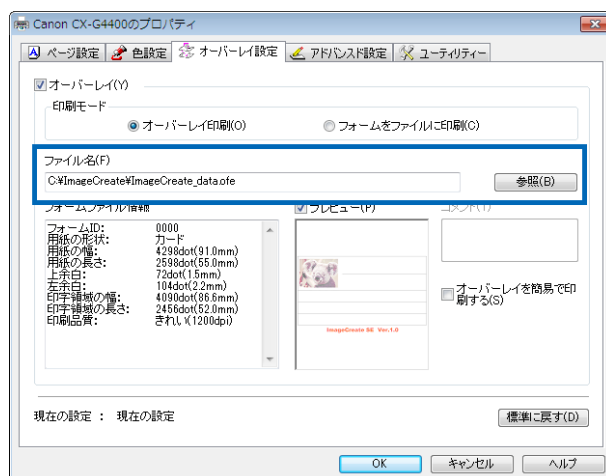 Canon CX-G4400のプロパティ
ページ設定 色設定 オーバーレイ設定 アドバンスト設定 ユーティリティー
オーバーレイ(Y)
印刷モード
オーバーレイ印刷(O) フォームをファイルに印刷(C)
ファイル名(F)
C:¥ImageCreate¥ImageCreate_data.ofe 参照(B)
フォームファイル情報 プレビュー(P) コメント(T)
フォームID: 0000
用紙の形状: カード
用紙の幅: 4298dot(91.0mm)
用紙の長さ: 2598dot(55.0mm)
上余白: 72dot(1.5mm)
左余白: 104dot(2.2mm)
印字領域の幅: 4090dot(86.6mm)
印字領域の長さ: 2456dot(52.0mm)
印刷品質: きれい(1200dpi)
オーバーレイを簡易で印
刷する(S)
ImageCreate SE Ver.1.0
現在の設定 : 現在の設定 標準に戻す(D)
OK キャンセル ヘルプ